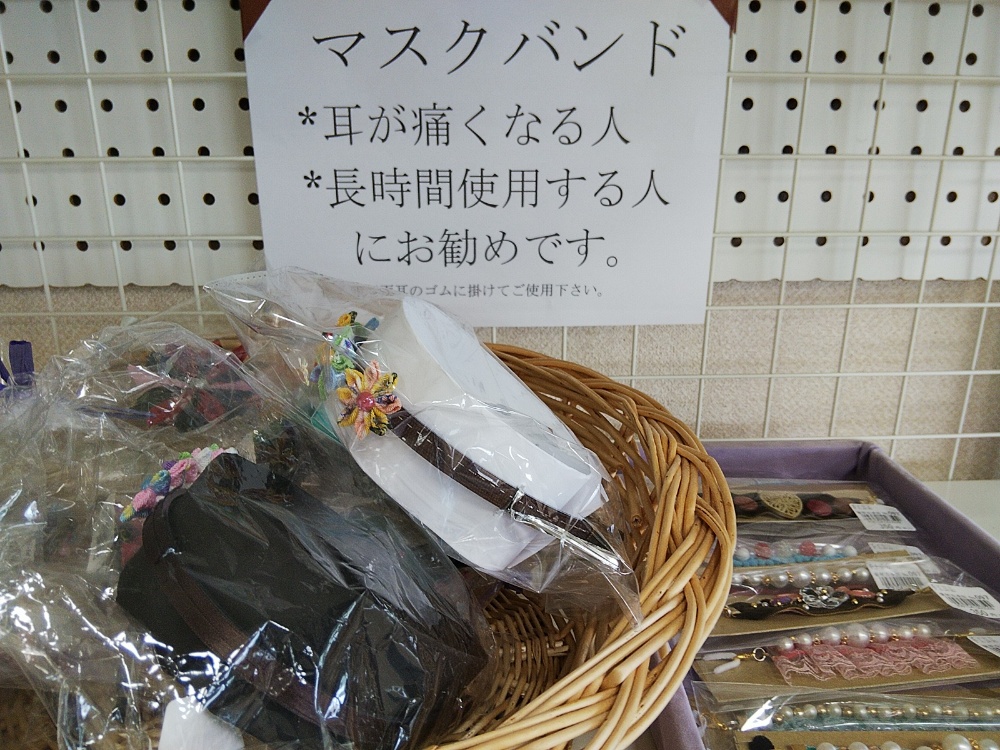 マスクバンド
*耳が痛くなる人
*長時間使用する人
にお勧めです。
耳のゴムに掛けてご使用下さい。